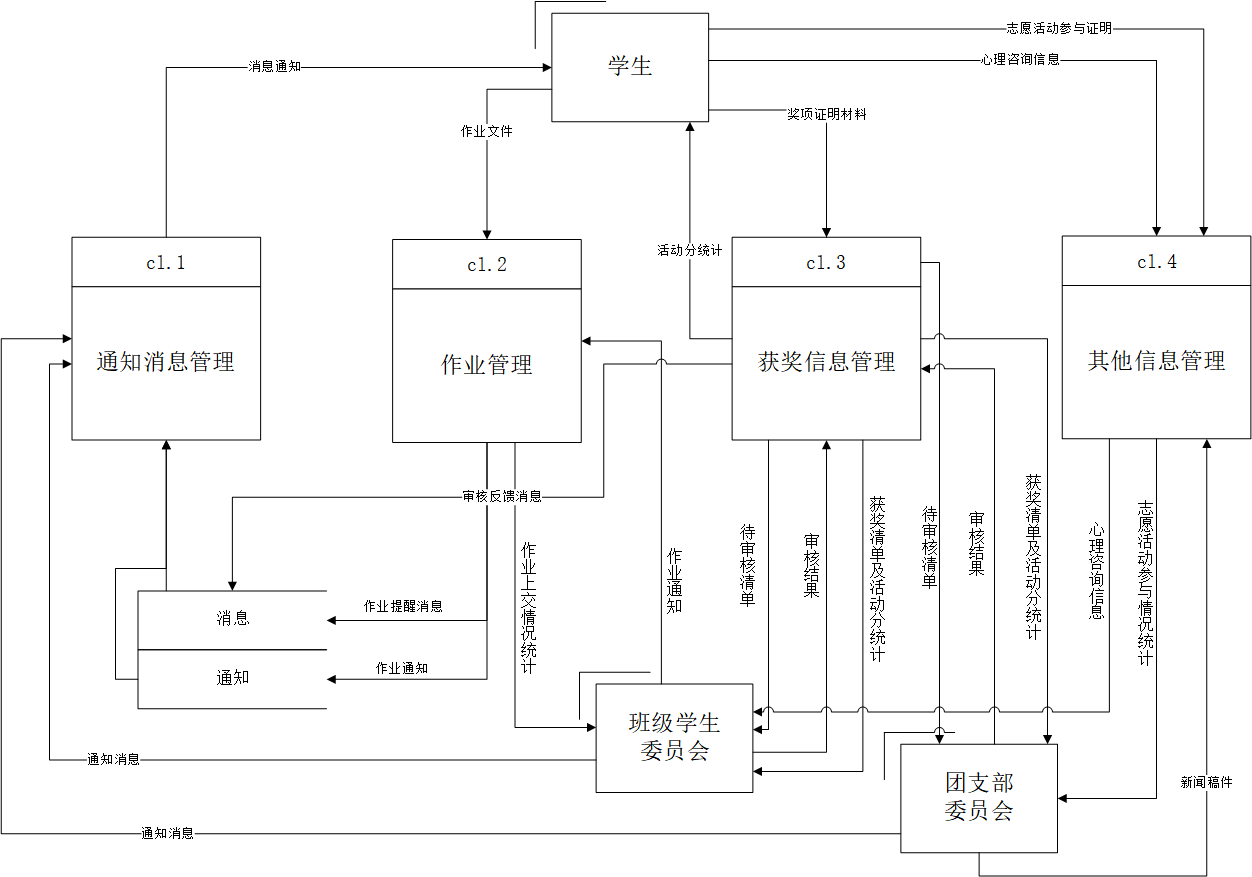 学生
志愿活动参与证明
心理咨询信息
消息通知
奖项证明材料
作业文件
活动分统计
cl.1
cl.2
cl.3
cl.4
通知消息管理
作业管理
获奖信息管理
其他信息管理
审核反馈消息
作业上交情况统计
作业通知
待审核清单
审核结果
获奖清单及活动分统计
待审核清单
审核结果
获奖清单及活动分统计
心理咨询信息
志愿活动参与情况统计
消息
作业提醒消息
通知
作业通知
班级学生
委员会
通知消息
团支部
委员会
新闻稿件
通知消息